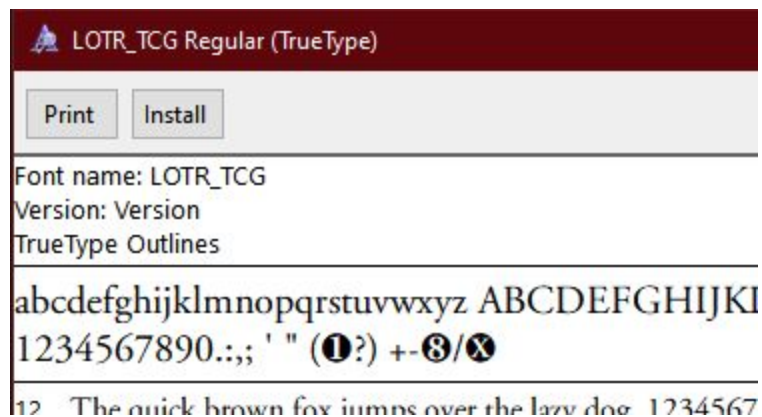 LOTR_TCG Regular (TrueType)
Print Install
Font name: LOTR_TCG
Version: Version
TrueType Outlines
abcdefghijklmnopqrstuvwxyz ABCDEFGHIJK
1234567890.:,; ' " (❶?) +-❽/🅧
12 The quick brown fox jumps over the lazy dog. 1234567